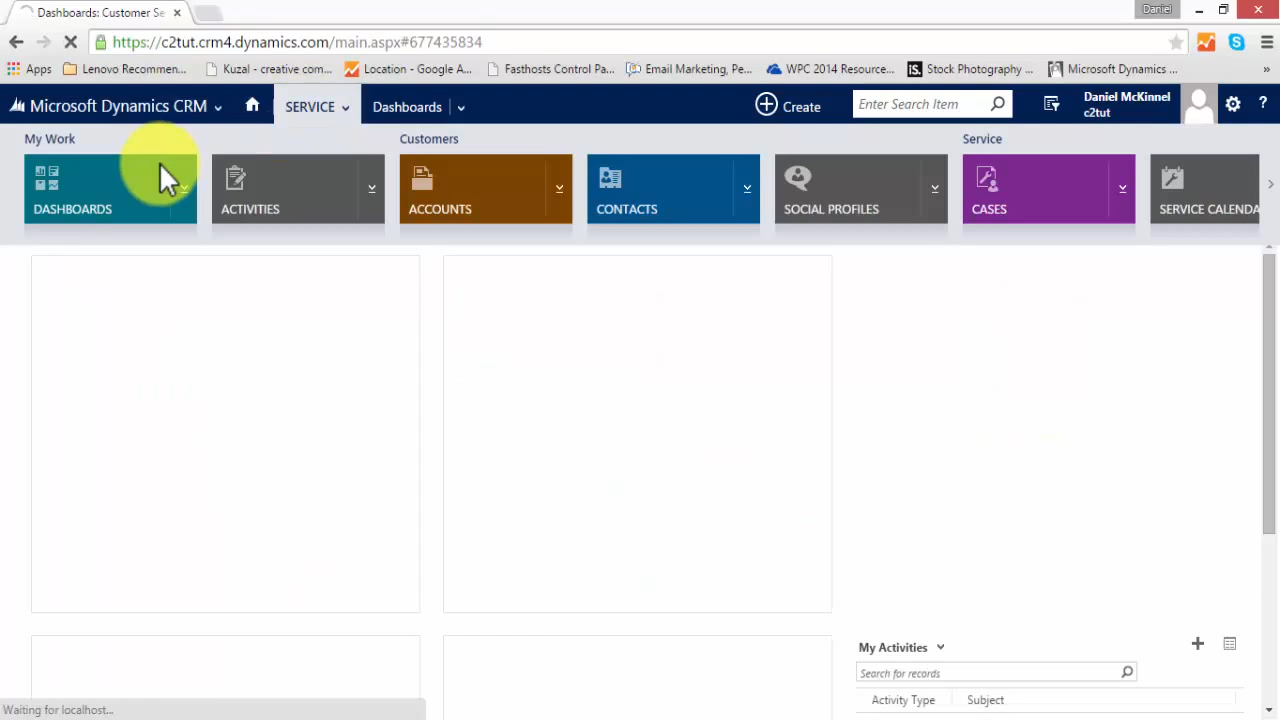 Dashboards: Customer Se
Daniel
https://c2tut.crm4.dynamics.com/main.aspx#677435834
Apps
Lenovo Recommen...
Kuzal - creative com...
Location - Google A...
Fasthosts Control Pa...
Email Marketing, Pe...
WPC 2014 Resource...
iS.
Stock Photography ...
Microsoft Dynamics ...
»
Microsoft Dynamics CRM
SERVICE
Dashboards
Create
Enter Search Item
Daniel McKinnel
c2tut
?
My Work
Customers
Service
DASHBOARDS
ACTIVITIES
ACCOUNTS
CONTACTS
SOCIAL PROFILES
CASES
SERVICE CALENDA
My Activities
Search for records
Activity Type
Subject
Waiting for localhost...